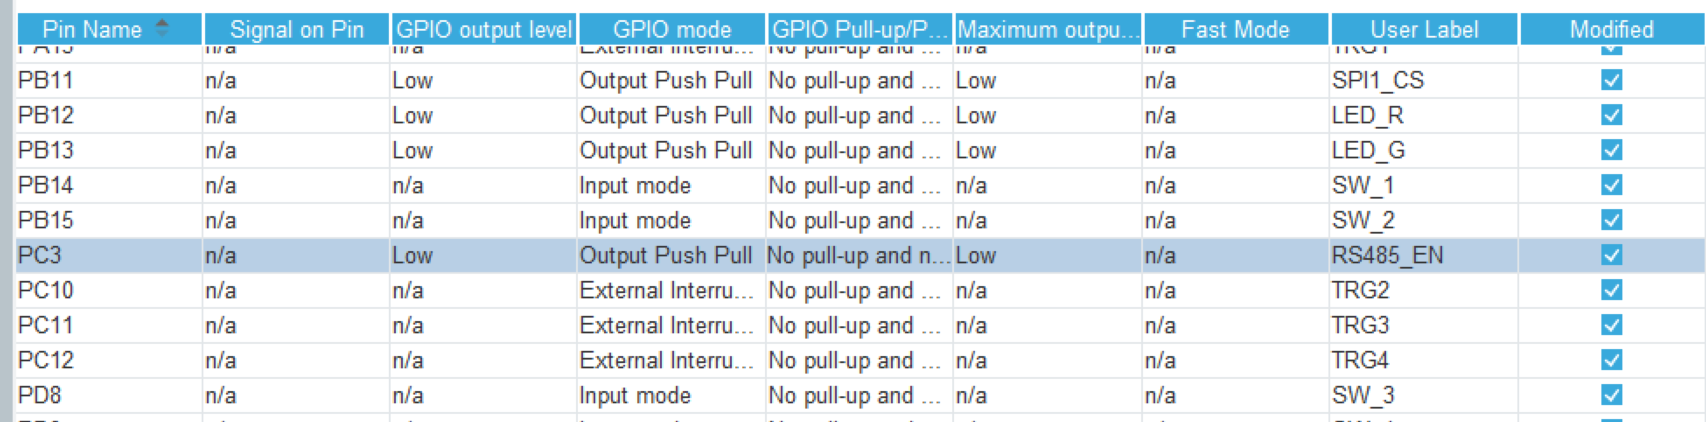 Pin Name Signal on Pin GPIO output level GPIO mode GPIO Pull-up/P... Maximum outpu... Fast Mode User Label Modified
n/a n/a External Interru... No pull-up and ... n/a n/a TRG1
PB11 n/a Low Output Push Pull No pull-up and ... Low n/a SPI1_CS
PB12 n/a Low Output Push Pull No pull-up and ... Low n/a LED_R
PB13 n/a Low Output Push Pull No pull-up and ... Low n/a LED_G
PB14 n/a n/a Input mode No pull-up and ... n/a n/a SW_1
PB15 n/a n/a Input mode No pull-up and ... n/a n/a SW_2
PC3 n/a Low Output Push Pull No pull-up and n... Low n/a RS485_EN
PC10 n/a n/a External Interru... No pull-up and ... n/a n/a TRG2
PC11 n/a n/a External Interru... No pull-up and ... n/a n/a TRG3
PC12 n/a n/a External Interru... No pull-up and ... n/a n/a TRG4
PD8 n/a n/a Input mode No pull-up and ... n/a n/a SW_3